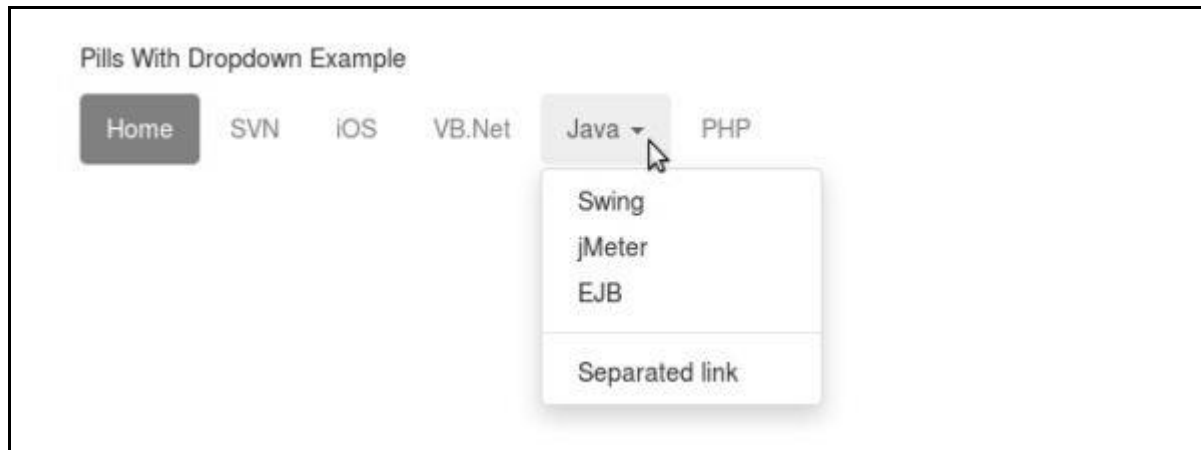 Pills With Dropdown Example
Home SVN iOS VB.Net Java PHP
Swing
jMeter
EJB
Separated link